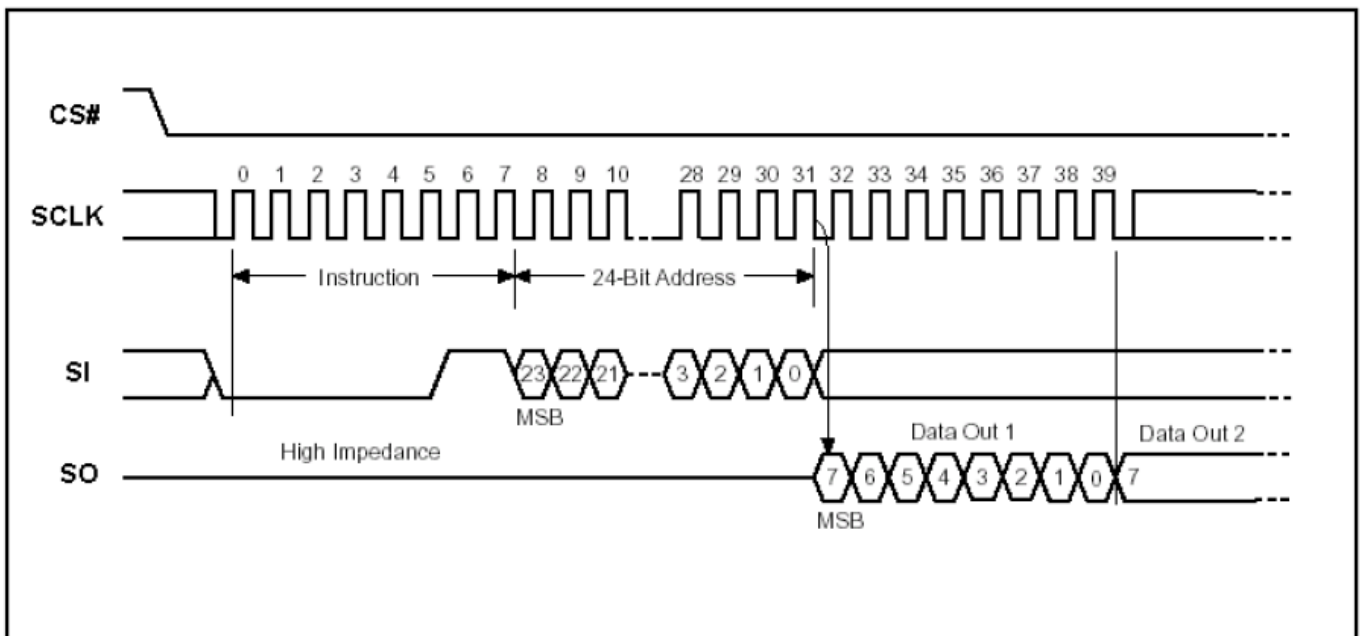 CS#
0 1 2 3 4 5 6 7 8 9 10 28 29 30 31 32 33 34 35 36 37 38 39
SCLK
Instruction 24-Bit Address
SI 23 22 21 3 2 1 0
MSB
High Impedance Data Out 1 Data Out 2
SO 7 6 5 4 3 2 1 0 7
MSB